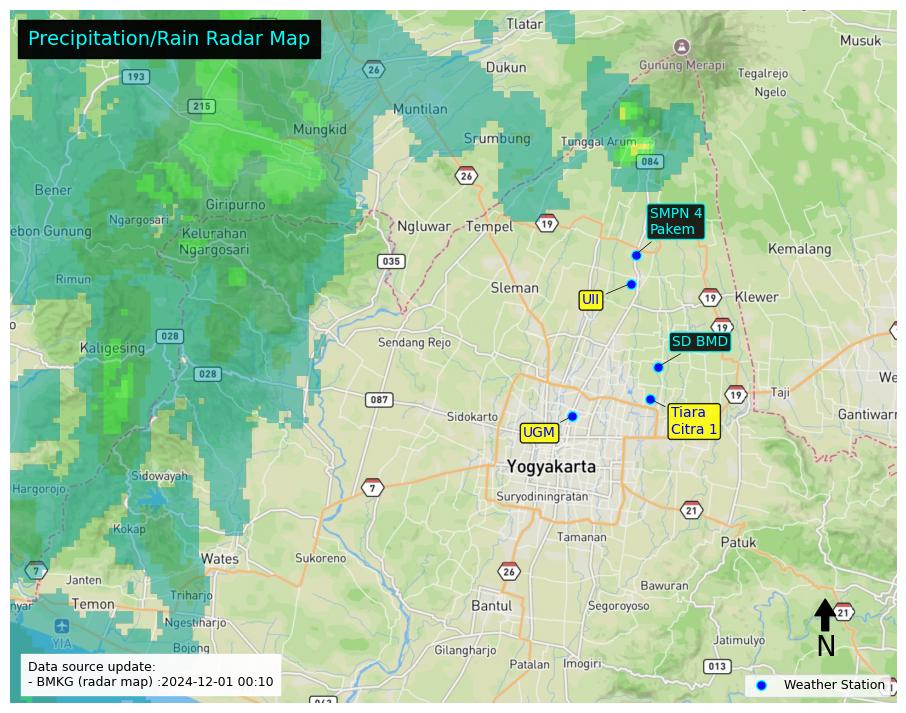 Tlatar
Precipitation/Rain Radar Map
Musuk
Gunung Merapi
26
Dukun
Tegalrejo
193
Ngelo
215
Muntilan
Mungkid
Srumbung
Tunggal Arum
084
26
Bener
Giripurno
SMPN 4
Pakem
Ngargosari
19
ebon Gunung
Kelurahan
Ngargosari
Ngluwar
Tempel
Kemalang
035
Rimun
Sleman
UII
19
Klewer
19
028
Sendang Rejo
SD BMD
Kaligesing
We
028
Taji
19
087
Sidokarto
Tiara
Citra 1
Gantiwarn
UGM
Yogyakarta
Sidowayah
Hargorojo
7
Suryodiningratan
21
Kokap
Tamanan
Patuk
Wates
Sukoreno
7
26
Janten
Bawuran
Triharjo
Temon
Bantul
Segoroyoso
21
Ngestiharjo
YIA
Jatimulyo
N
Bojong
Gilangharjo
Data source update:
- BMKG (radar map) :2024-12-01 00:10
Patalan
Imogiri
013
Weather Station